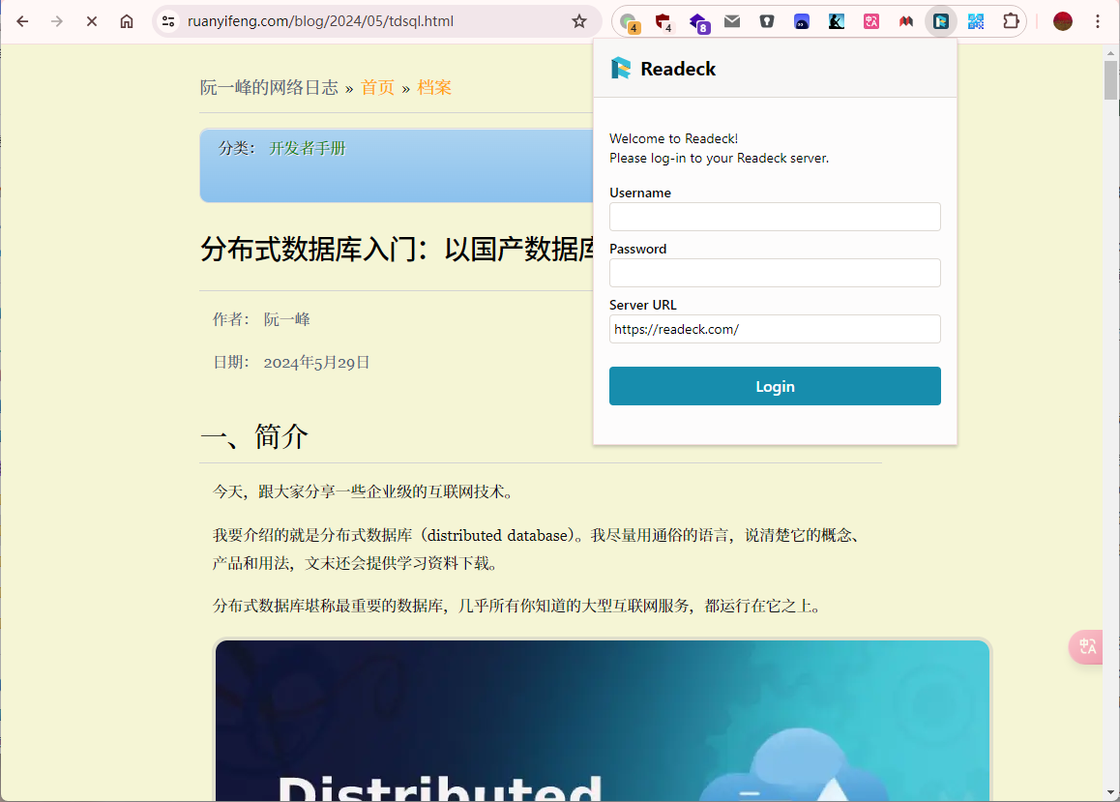 ruanyifeng.com/blog/2024/05/tdsql.html
4
4
8
Readeck
Welcome to Readeck!
Please log-in to your Readeck server.
Username
Password
Server URL
https://readeck.com/
Login
阮一峰的网络日志 » 首页 » 档案
分类： 开发者手册
分布式数据库入门：以国产数据库
作者： 阮一峰
日期： 2024年5月29日
一、简介
今天，跟大家分享一些企业级的互联网技术。
我要介绍的就是分布式数据库（distributed database）。我尽量用通俗的语言，说清楚它的概念、
产品和用法，文末还会提供学习资料下载。
分布式数据库堪称最重要的数据库，几乎所有你知道的大型互联网服务，都运行在它之上。
Distributed